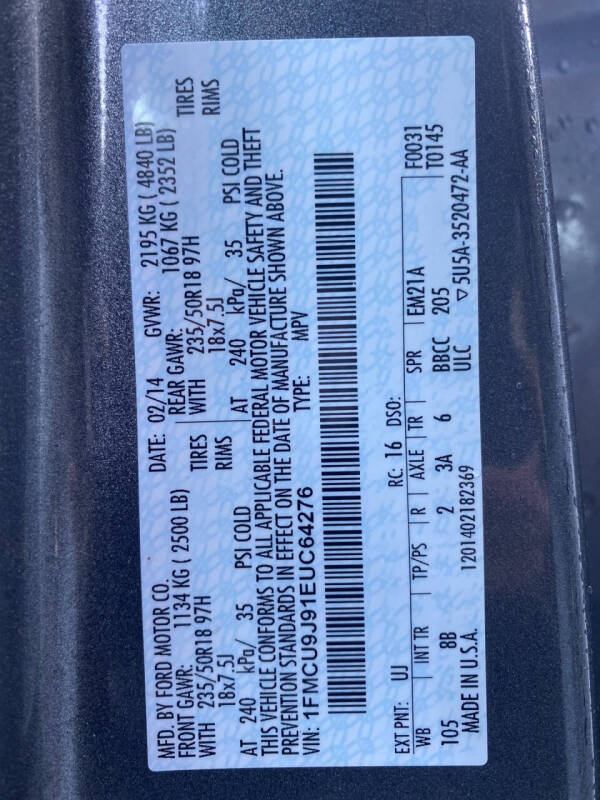 MFD. BY FORD MOTOR CO.
DATE: 02/14 GVWR: 2195 KG ( 4840 LB)
FRONT GAWR: 1134 KG ( 2500 LB) REAR GAWR: 1067 KG ( 2352 LB)
WITH 235/50R18 97H TIRES WITH 235/50R18 97H TIRES
18x7.5J RIMS 18x7.5J RIMS
AT 240 kPa/ 35 PSI COLD AT 240 kPa/ 35 PSI COLD
THIS VEHICLE CONFORMS TO ALL APPLICABLE FEDERAL MOTOR VEHICLE SAFETY AND THEFT
PREVENTION STANDARDS IN EFFECT ON THE DATE OF MANUFACTURE SHOWN ABOVE.
VIN: 1FMCU9J91EUC64276 TYPE: MPV
F0031
T0145
EXT PNT: UJ RC: 16 DSO:
WB INT TR TP/PS R AXLE TR SPR EM21A
105 8B 2 3A 6 BBCC 205
MADE IN U.S.A. 1201402182369 ULC ▽5U5A-3520472-AA